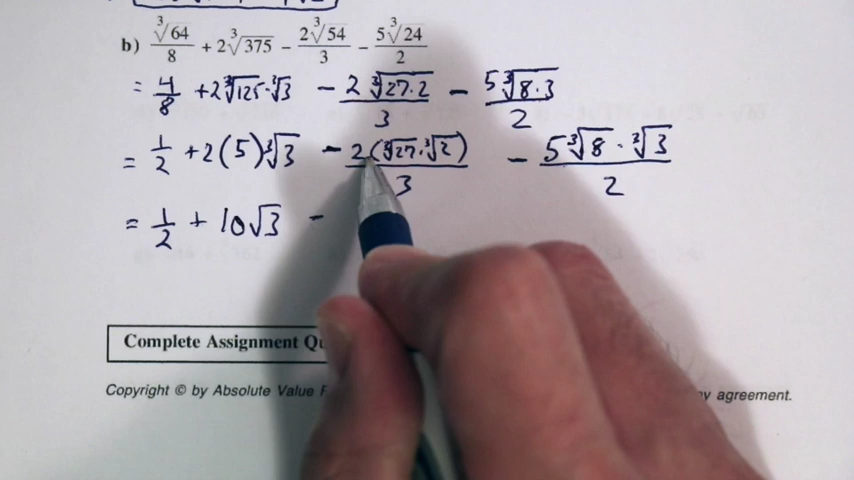 b) ∛64/8 + 2∛375 − 2∛54/3 − 5∛24/2
= 4/8 + 2∛125·∛3 − 2∛27·2/3 − 5∛8·3/2
= 1/2 + 2(5)∛3 − 2(∛27·∛2)/3 − 5∛8 · ∛3/2
= 1/2 + 10√3 −
Complete Assignment
Copyright © by Absolute Value agreement.